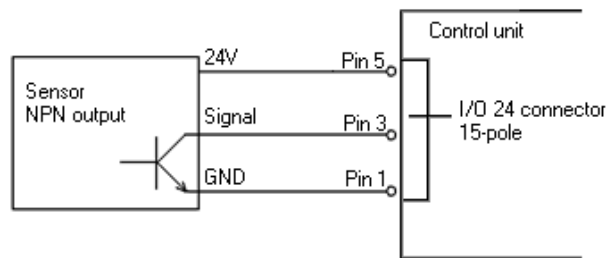 Control unit
24V
Pin 5
Sensor
NPN output
Signal
Pin 3
I/O 24 connector
15-pole
GND
Pin 1